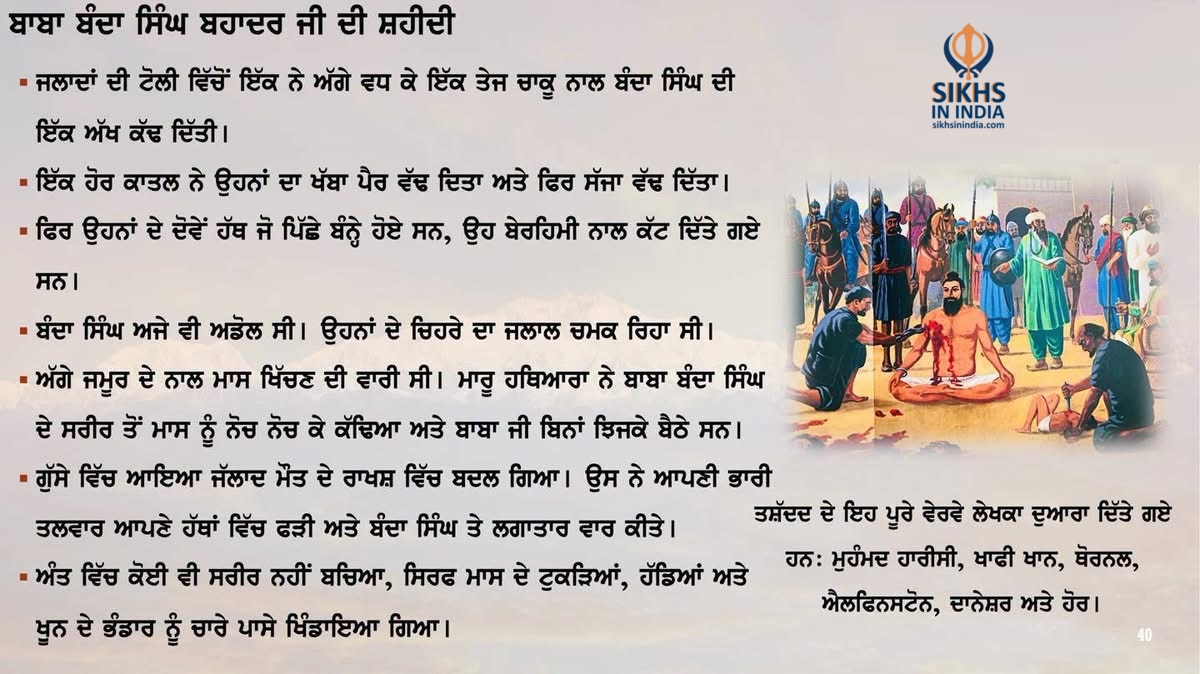 ਬਾਬਾ ਬੰਦਾ ਸਿੰਘ ਬਹਾਦਰ ਜੀ ਦੀ ਸ਼ਹੀਦੀ
▪ ਜਲਾਦਾਂ ਦੀ ਟੋਲੀ ਵਿੱਚੋਂ ਇੱਕ ਨੇ ਅੱਗੇ ਵਧ ਕੇ ਇੱਕ ਤੇਜ ਚਾਕੂ ਨਾਲ ਬੰਦਾ ਸਿੰਘ ਦੀ
ਇੱਕ ਅੱਖ ਕੱਢ ਦਿੱਤੀ।
▪ ਇੱਕ ਹੋਰ ਕਾਤਲ ਨੇ ਉਹਨਾਂ ਦਾ ਖੱਬਾ ਪੈਰ ਵੱਢ ਦਿਤਾ ਅਤੇ ਫਿਰ ਸੱਜਾ ਵੱਢ ਦਿੱਤਾ।
▪ ਫਿਰ ਉਹਨਾਂ ਦੇ ਦੋਵੇਂ ਹੱਥ ਜੋ ਪਿੱਛੇ ਬੰਨ੍ਹੇ ਹੋਏ ਸਨ, ਉਹ ਬੇਰਹਿਮੀ ਨਾਲ ਕੱਟ ਦਿੱਤੇ ਗਏ
ਸਨ।
▪ ਬੰਦਾ ਸਿੰਘ ਅਜੇ ਵੀ ਅਡੋਲ ਸੀ। ਉਹਨਾਂ ਦੇ ਚਿਹਰੇ ਦਾ ਜਲਾਲ ਚਮਕ ਰਿਹਾ ਸੀ।
▪ ਅੱਗੇ ਜਮੂਰ ਦੇ ਨਾਲ ਮਾਸ ਖਿੱਚਣ ਦੀ ਵਾਰੀ ਸੀ। ਮਾਰੂ ਹਥਿਆਰਾ ਨੇ ਬਾਬਾ ਬੰਦਾ ਸਿੰਘ
ਦੇ ਸਰੀਰ ਤੋਂ ਮਾਸ ਨੂੰ ਨੋਚ ਨੋਚ ਕੇ ਕੱਢਿਆ ਅਤੇ ਬਾਬਾ ਜੀ ਬਿਨਾਂ ਝਿਜਕੇ ਬੈਠੇ ਸਨ।
▪ ਗੁੱਸੇ ਵਿੱਚ ਆਇਆ ਜੱਲਾਦ ਮੌਤ ਦੇ ਰਾਖਸ਼ ਵਿੱਚ ਬਦਲ ਗਿਆ। ਉਸ ਨੇ ਆਪਣੀ ਭਾਰੀ
ਤਲਵਾਰ ਆਪਣੇ ਹੱਥਾਂ ਵਿੱਚ ਫੜੀ ਅਤੇ ਬੰਦਾ ਸਿੰਘ ਤੇ ਲਗਾਤਾਰ ਵਾਰ ਕੀਤੇ।
▪ ਅੰਤ ਵਿੱਚ ਕੋਈ ਵੀ ਸਰੀਰ ਨਹੀਂ ਬਚਿਆ, ਸਿਰਫ ਮਾਸ ਦੇ ਟੁਕੜਿਆਂ, ਹੱਡਿਆਂ ਅਤੇ
ਖੂਨ ਦੇ ਭੰਡਾਰ ਨੂੰ ਚਾਰੇ ਪਾਸੇ ਖਿੰਡਾਇਆ ਗਿਆ।
SIKHS
IN INDIA
sikhsinindia.com
ਤਸ਼ੱਦਦ ਦੇ ਇਹ ਪੂਰੇ ਵੇਰਵੇ ਲੇਖਕਾ ਦੁਆਰਾ ਦਿੱਤੇ ਗਏ
ਹਨ: ਮੁਹੰਮਦ ਹਾਰੀਸੀ, ਖਾਫੀ ਖਾਨ, ਥੋਰਨਲ,
ਐਲਫਿਨਸਟੋਨ, ਦਾਨੇਸ਼ਰ ਅਤੇ ਹੋਰ।
40